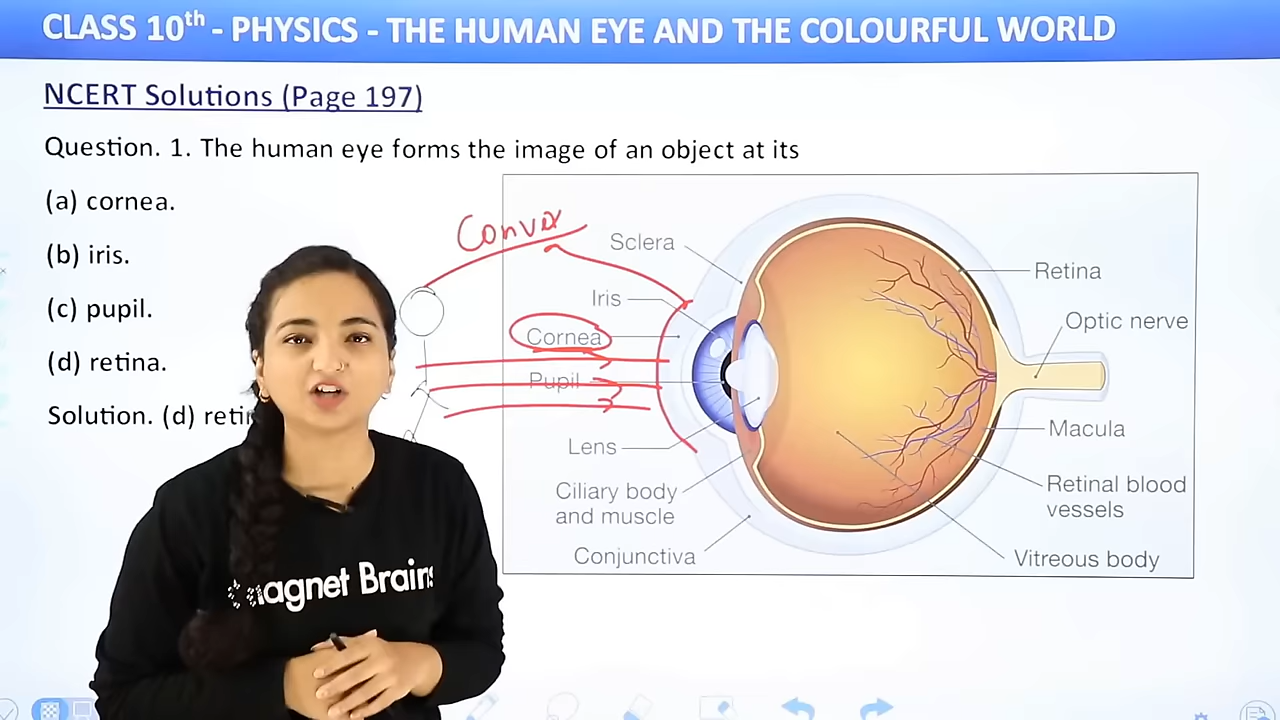 CLASS 10th - PHYSICS - THE HUMAN EYE AND THE COLOURFUL WORLD
NCERT Solutions (Page 197)
Question. 1. The human eye forms the image of an object at its
(a) cornea.
(b) iris.
(c) pupil.
(d) retina.
Solution. (d)
Convex
Sclera
Iris
Cornea
Pupil
Lens
Ciliary body
and muscle
Conjunctiva
Retina
Optic nerve
Macula
Retinal blood
vessels
Vitreous body
Magnet Brains